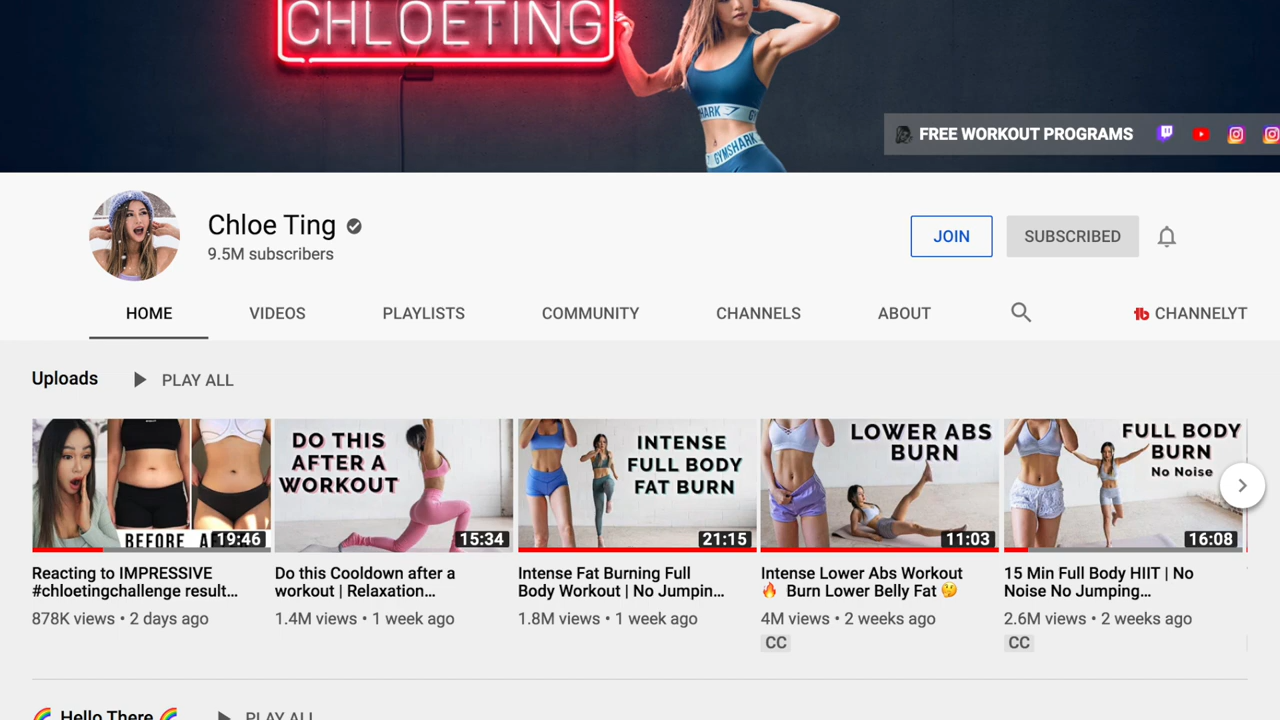 CHLOETING
GYMSHARK
FREE WORKOUT PROGRAMS
Chloe Ting
9.5M subscribers
JOIN
SUBSCRIBED
HOME
VIDEOS
PLAYLISTS
COMMUNITY
CHANNELS
ABOUT
CHANNELYT
Uploads
PLAY ALL
BEFORE
19:46
DO THIS
AFTER A
WORKOUT
15:34
INTENSE
FULL BODY
FAT BURN
21:15
LOWER ABS
BURN
11:03
FULL BODY
BURN
No Noise
16:08
Reacting to IMPRESSIVE
#chloetingchallenge result...
878K views • 2 days ago
Do this Cooldown after a
workout | Relaxation...
1.4M views • 1 week ago
Intense Fat Burning Full
Body Workout | No Jumpin...
1.8M views • 1 week ago
Intense Lower Abs Workout
🔥 Burn Lower Belly Fat 🤔
4M views • 2 weeks ago
CC
15 Min Full Body HIIT | No
Noise No Jumping...
2.6M views • 2 weeks ago
CC
🌈 Hello There 🌈
PLAY ALL